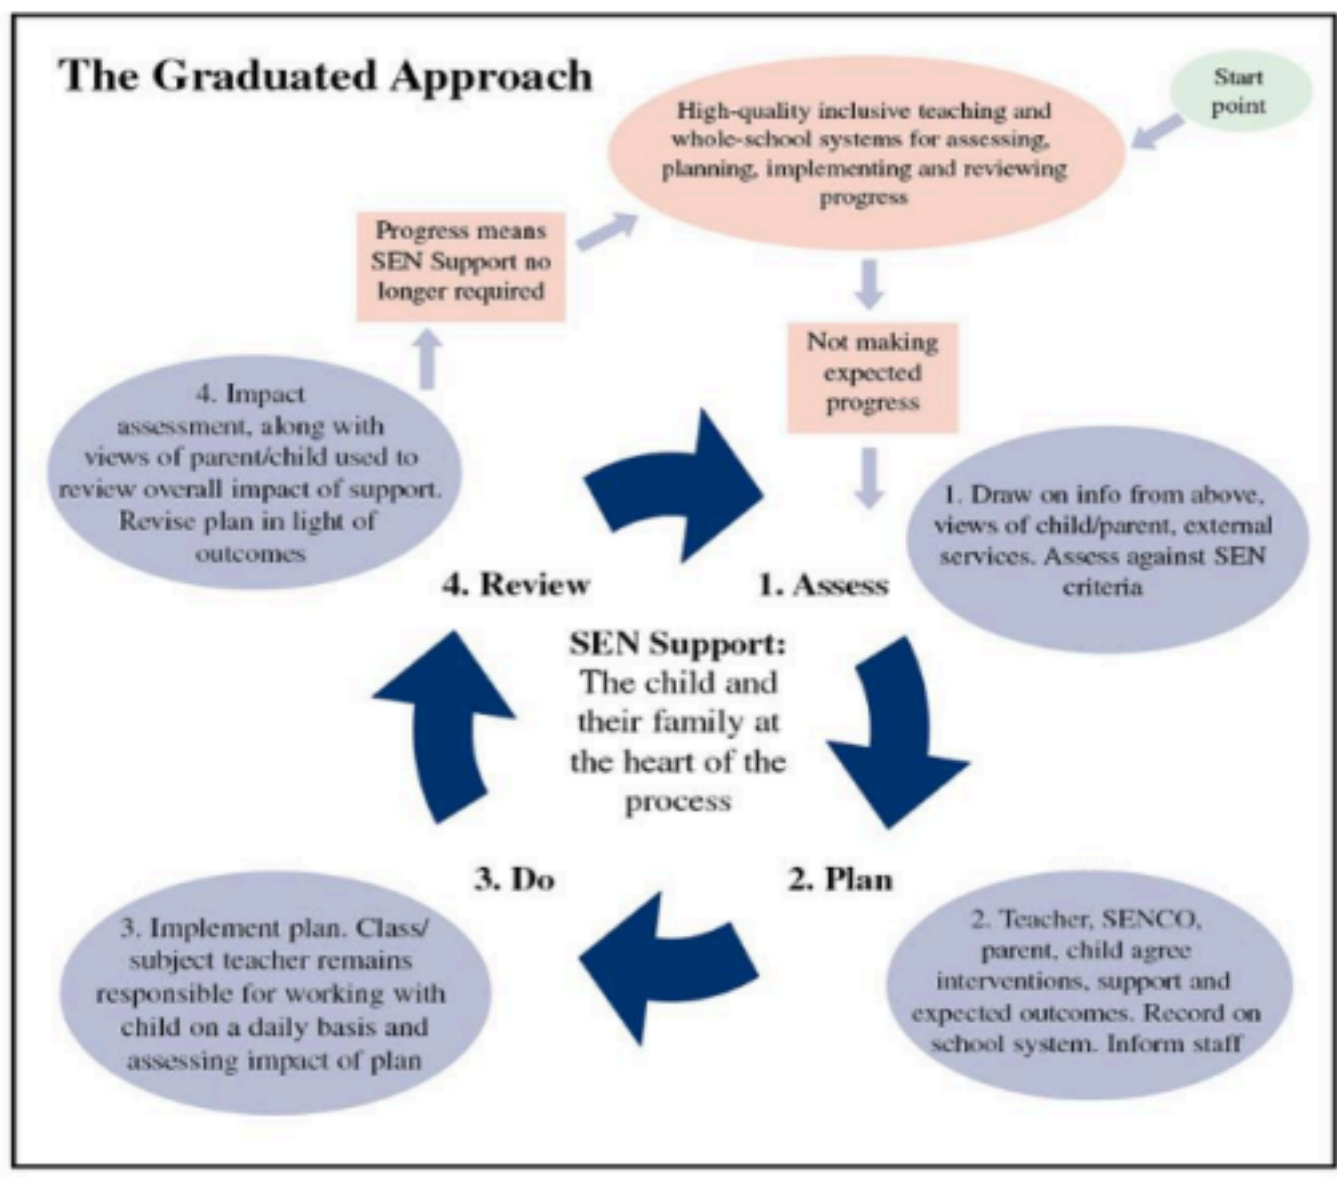 The Graduated Approach
Start
point
High-quality inclusive teaching and
whole-school systems for assessing,
planning, implementing and reviewing
progress
Progress means
SEN Support no
longer required
Not making
expected
progress
4. Impact
assessment, along with
views of parent/child used to
review overall impact of support.
Revise plan in light of
outcomes
1. Draw on info from above,
views of child/parent, external
services. Assess against SEN
criteria
4. Review
1. Assess
SEN Support:
The child and
their family at
the heart of the
process
3. Do
2. Plan
3. Implement plan. Class/
subject teacher remains
responsible for working with
child on a daily basis and
assessing impact of plan
2. Teacher, SENCO,
parent, child agree
interventions, support and
expected outcomes. Record on
school system. Inform staff